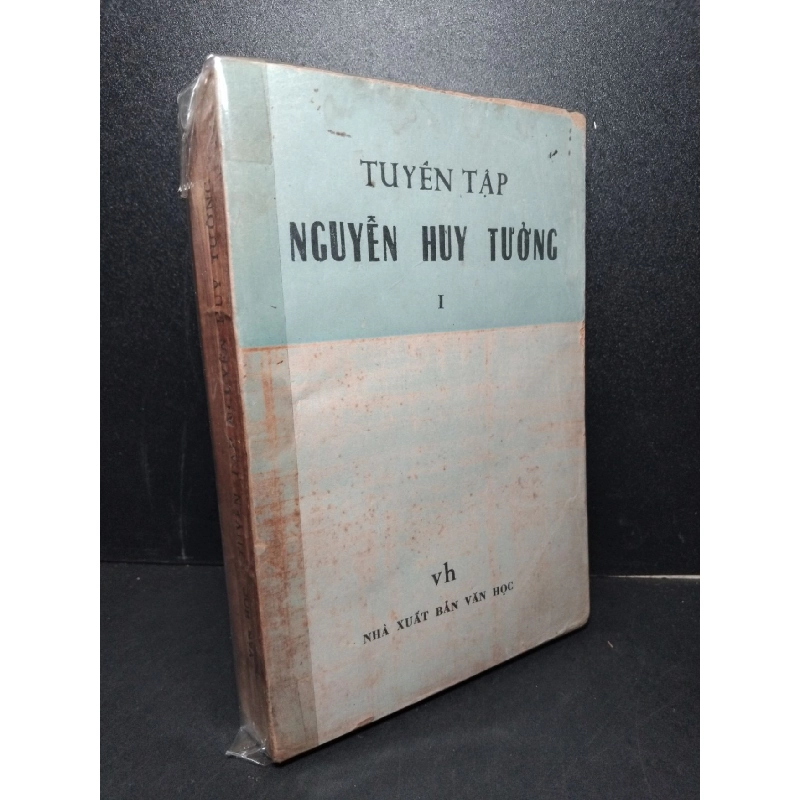 TUYỂN TẬP
NGUYỄN HUY TƯỞNG
I
vh
NHÀ XUẤT BẢN VĂN HỌC